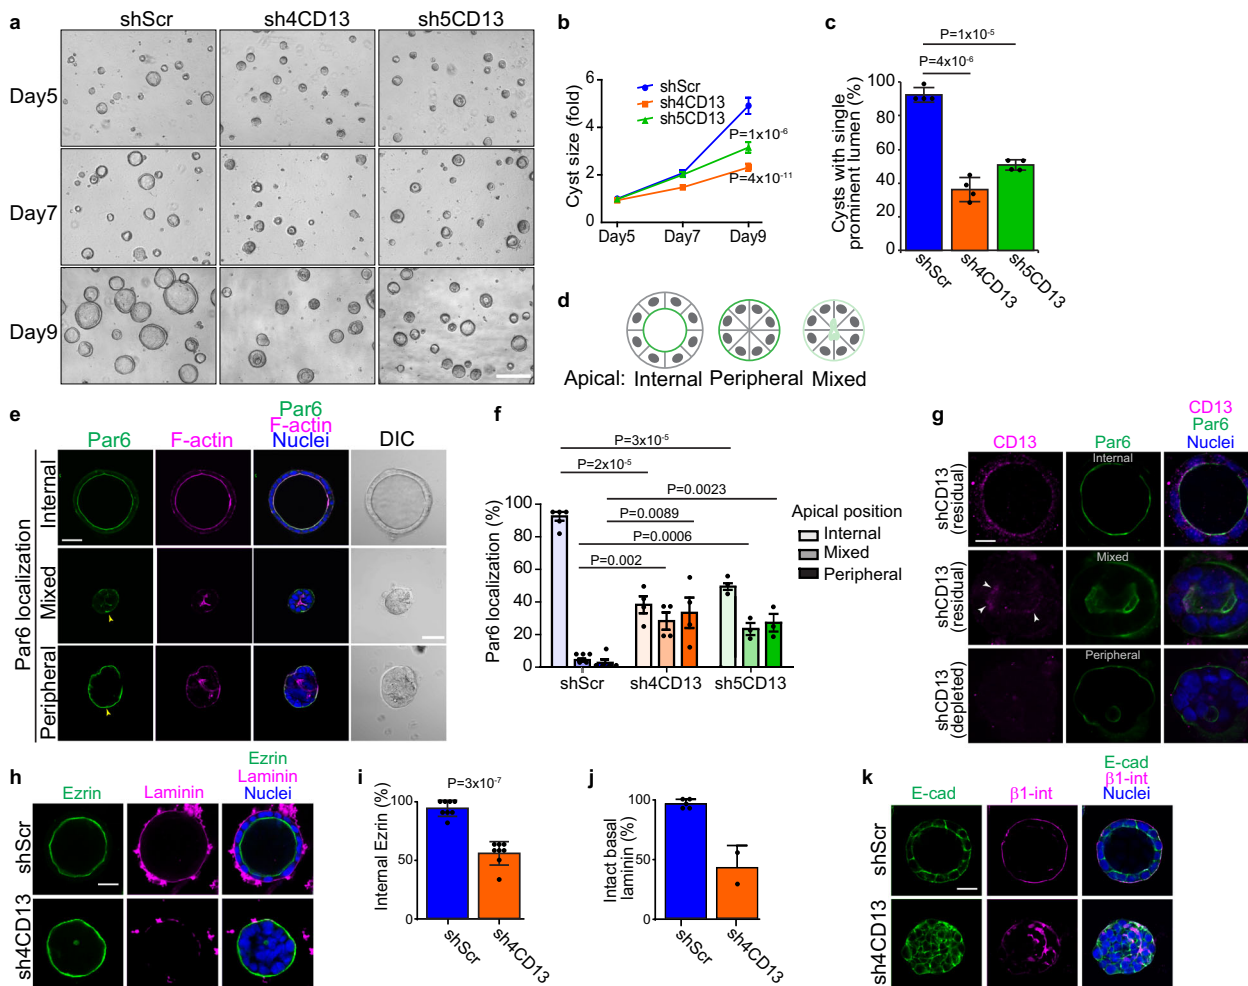 a
shScr sh4CD13 sh5CD13
Day5
Day7
Day9
b
Cyst size (fold)
6
4
2
0
shScr
sh4CD13
sh5CD13
P=1x10⁻⁶
P=4x10⁻¹¹
Day5 Day7 Day9
c
P=1x10⁻⁵
P=4x10⁻⁶
Cysts with single
prominent lumen (%)
100
80
60
40
20
0
shScr
sh4CD13
sh5CD13
d
Apical: Internal Peripheral Mixed
e
Par6 F-actin Par6
F-actin
Nuclei
DIC
Par6 localization
Internal
Mixed
Peripheral
f
P=3x10⁻⁵
P=2x10⁻⁵
P=0.0023
P=0.0089
P=0.0006
P=0.002
Par6 localization (%)
100
80
60
40
20
0
shScr sh4CD13 sh5CD13
Apical position
Internal
Mixed
Peripheral
g
CD13 Par6 CD13
Par6
Nuclei
shCD13
(residual)
Internal
shCD13
(residual)
Mixed
shCD13
(depleted)
Peripheral
h
Ezrin Laminin Ezrin
Laminin
Nuclei
shScr
sh4CD13
i
P=3x10⁻⁷
Internal Ezrin (%)
100
50
0
shScr
sh4CD13
j
Intact basal
laminin (%)
100
50
0
shScr
sh4CD13
k
E-cad β1-int E-cad
β1-int
Nuclei
shScr
sh4CD13